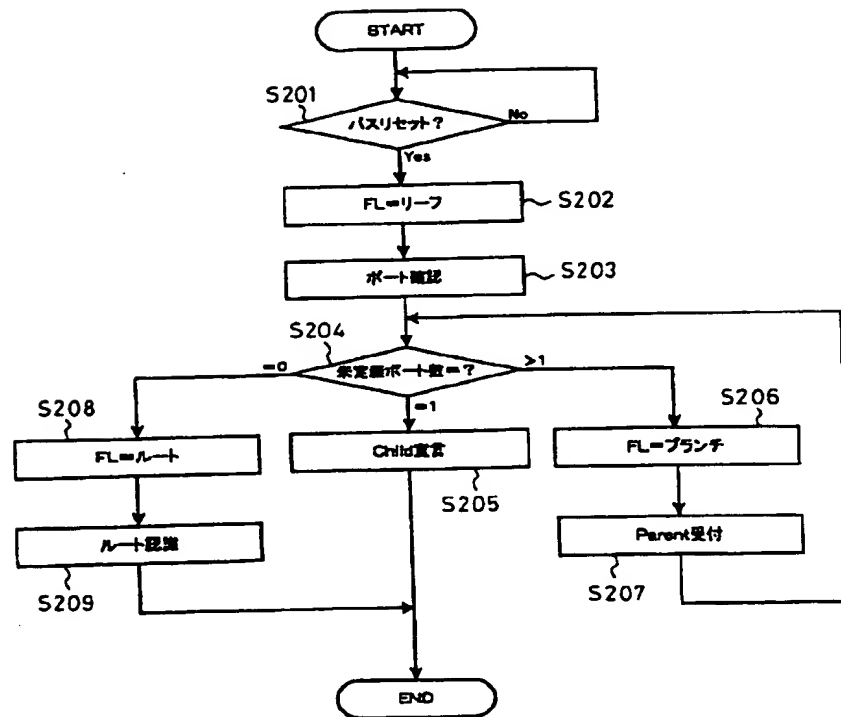 START
S201
バスリセット?
No
Yes
FL=リーフ
S202
ポート確認
S203
S204
=0
未定義ポート数=?
>1
=1
S208
FL=ルート
Child宣言
S205
S206
FL=ブランチ
ルート認識
S209
Parent受付
S207
END